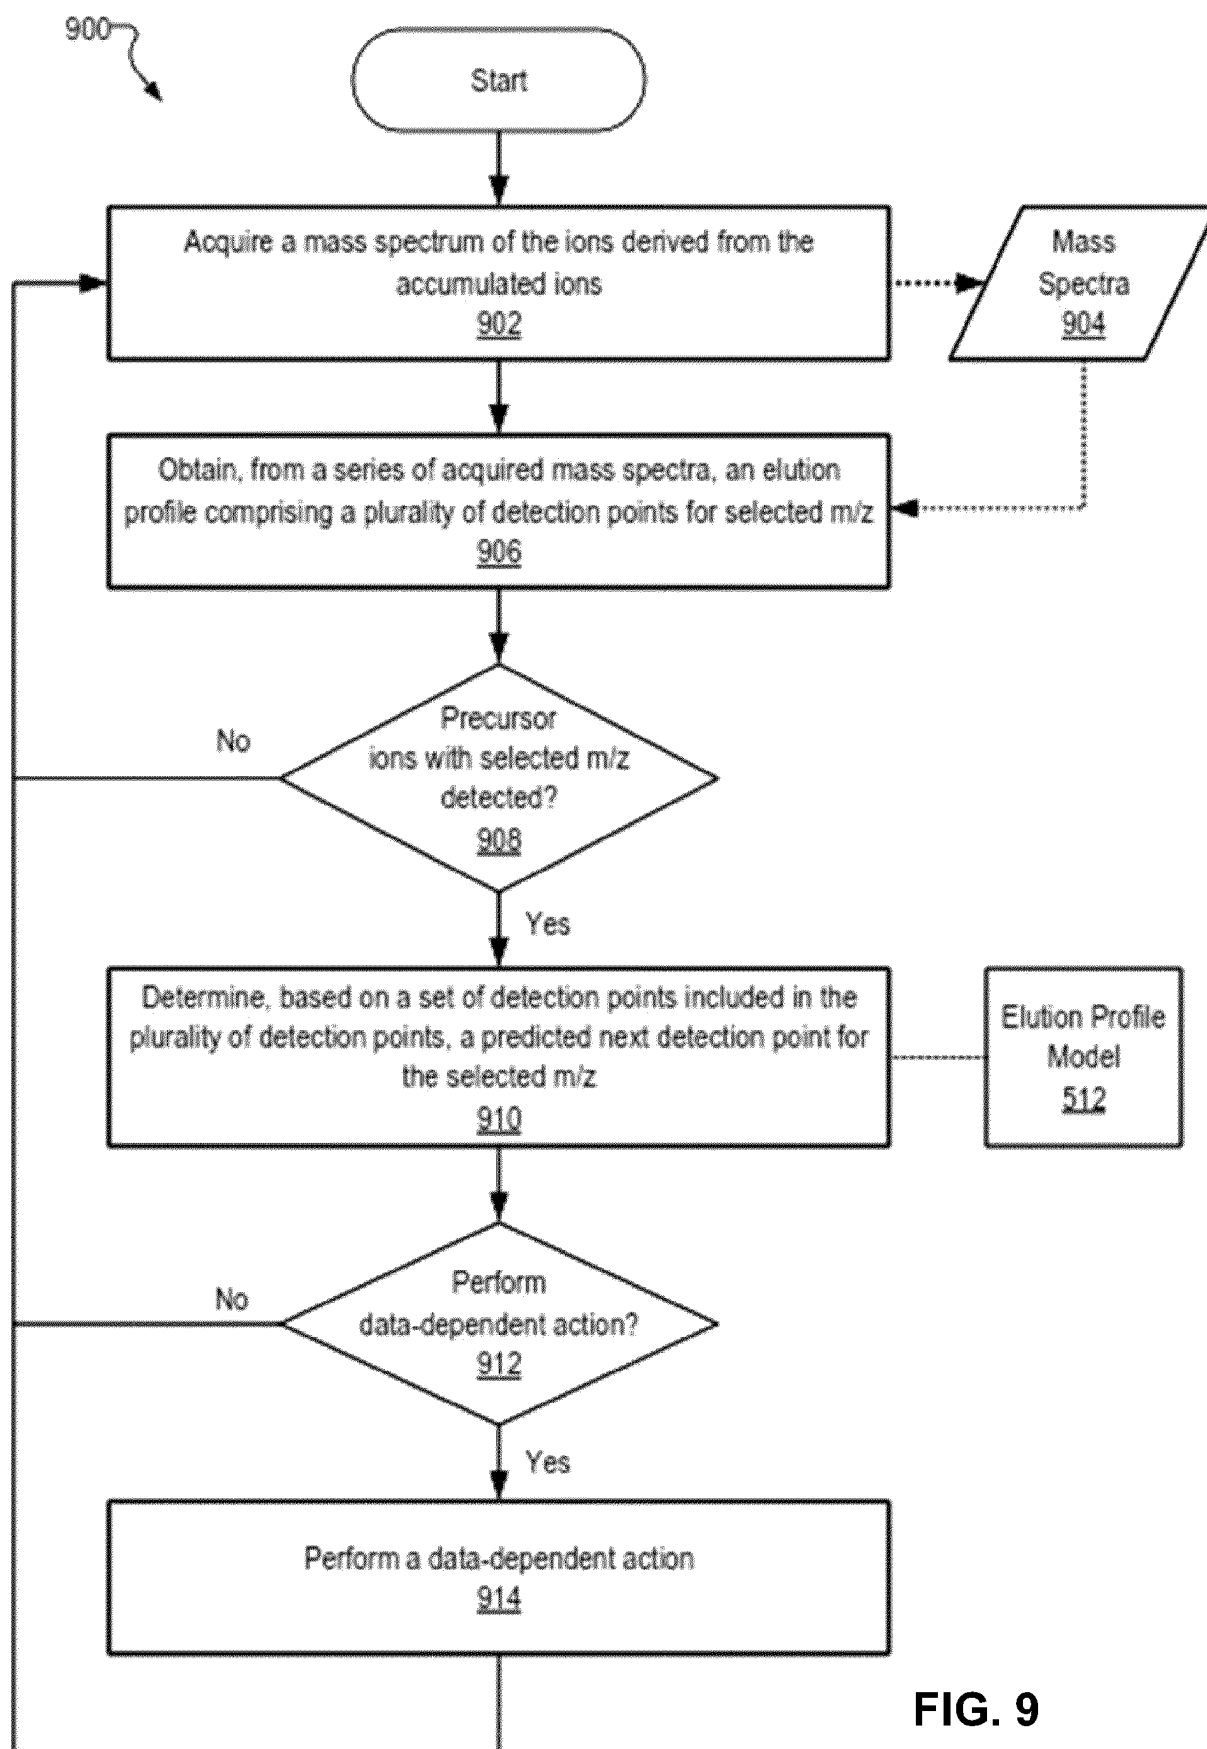 900
Start
Acquire a mass spectrum of the ions derived from the
accumulated ions
902
Mass
Spectra
904
Obtain, from a series of acquired mass spectra, an elution
profile comprising a plurality of detection points for selected m/z
906
Precursor
ions with selected m/z
detected?
908
No
Yes
Determine, based on a set of detection points included in the
plurality of detection points, a predicted next detection point for
the selected m/z
910
Elution Profile
Model
512
Perform
data-dependent action?
912
No
Yes
Perform a data-dependent action
914
FIG. 9